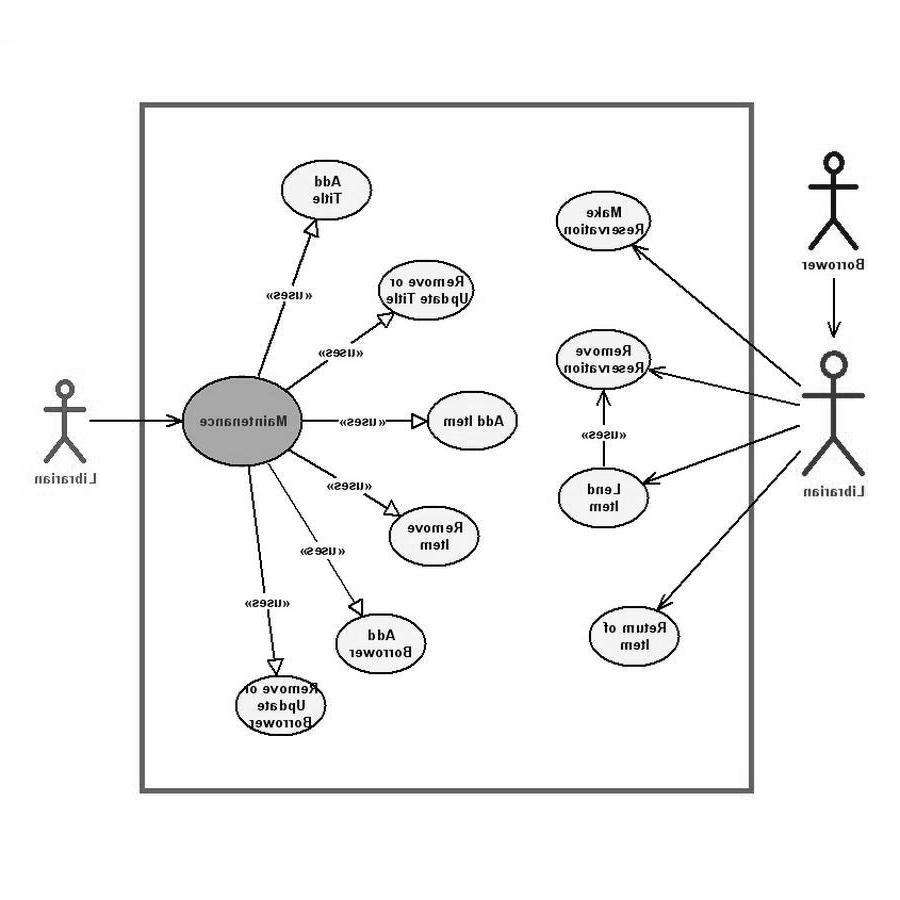 Add
Title
Make
Reservation
Borrower
Remove or
Update Title
«uses»
«uses»
Remove
Reservation
Maintenance
«uses»
Add Item
«uses»
Librarian
«uses»
Lend
Item
Librarian
Remove
Item
«uses»
«uses»
Add
Borrower
Return of
Item
Remove or
Update
Borrower